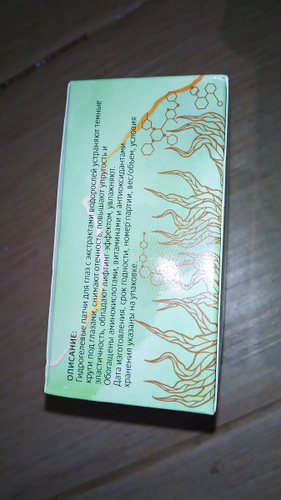 ОПИСАНИЕ:
Гидрогелевые патчи для глаз с экстрактами водорослей устраняют темные
круги под глазами, снимают отечность, повышают упругость и
эластичность, обладают лифтинг-эффектом, увлажняют.
Обогащены аминокислотами, витаминами и антиоксидантами.
Дата изготовления, срок годности, номер партии, вес/объем, условия
хранения указаны на упаковке.